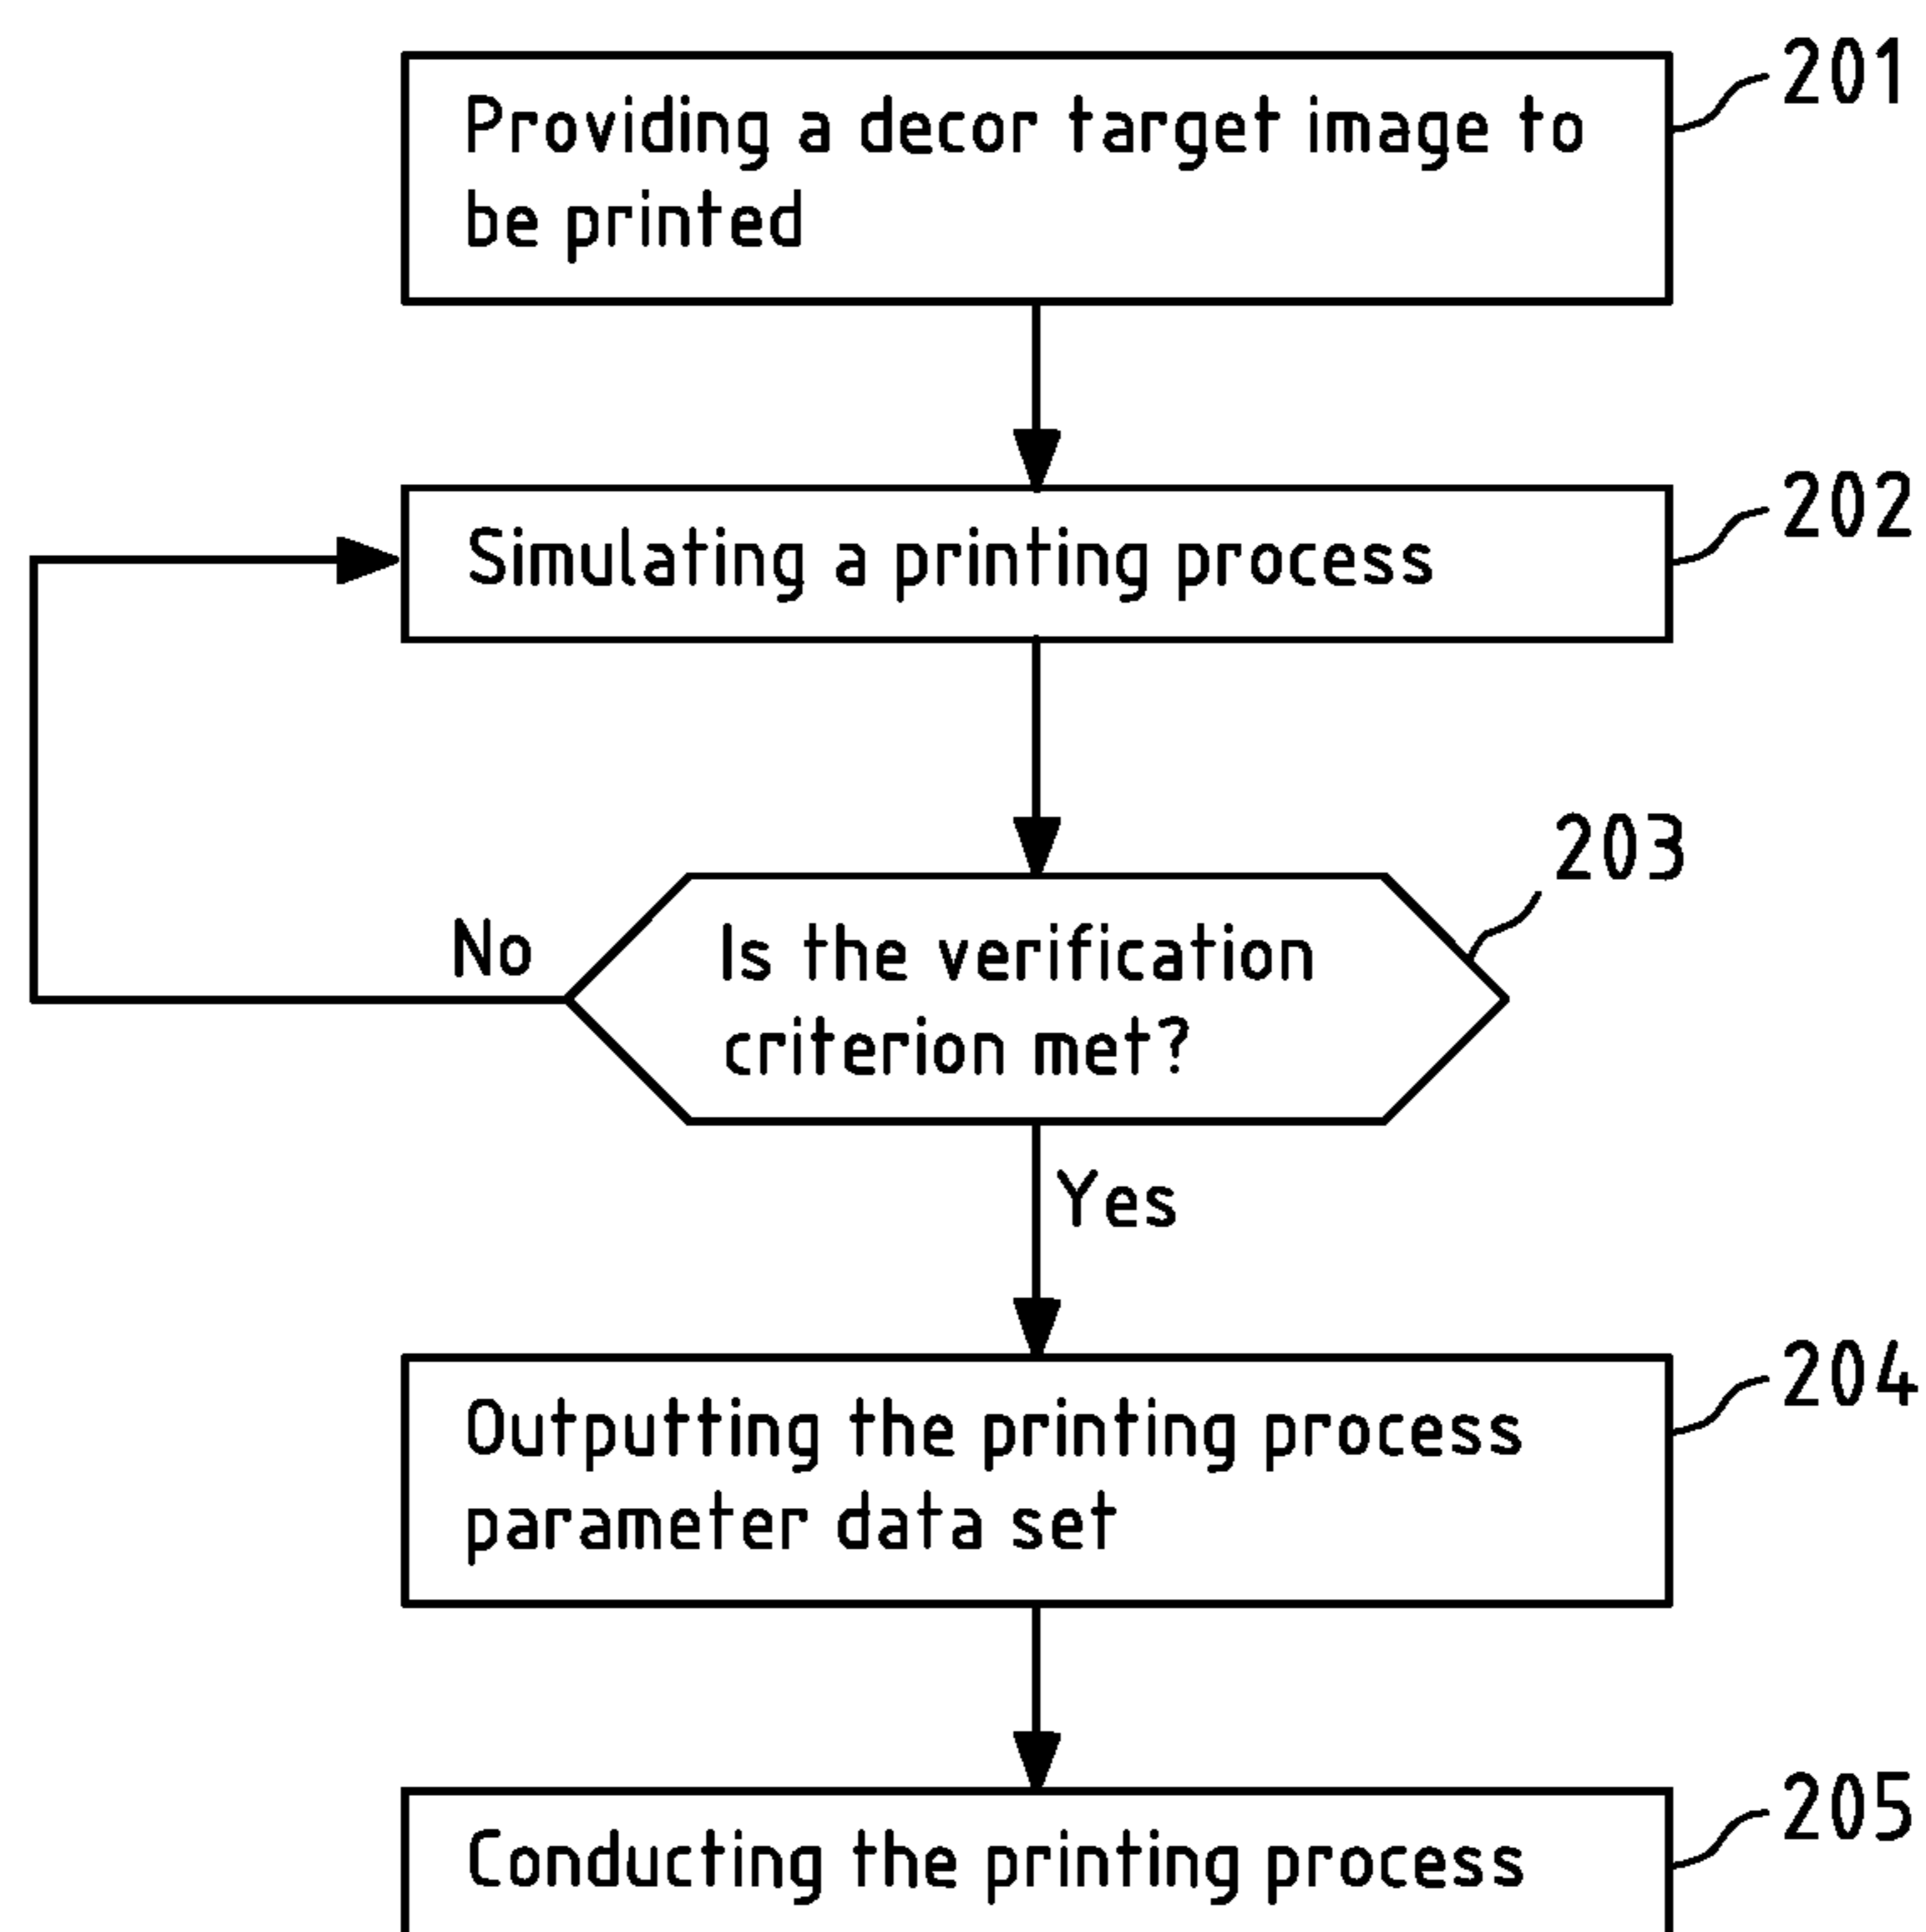 201
Providing a decor target image to
be printed
202
Simulating a printing process
203
No
Is the verification
criterion met?
Yes
204
Outputting the printing process
parameter data set
205
Conducting the printing process